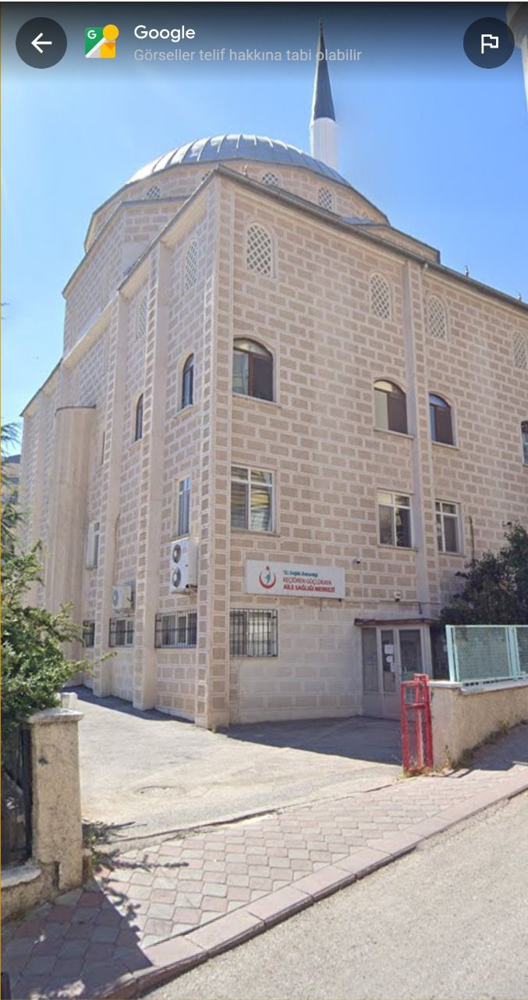 Google
Görseller telif hakkına tabi olabilir
T.C. Sağlık Bakanlığı
KEÇİÖREN GÜÇLÜKAYA
AİLE SAĞLIĞI MERKEZİ